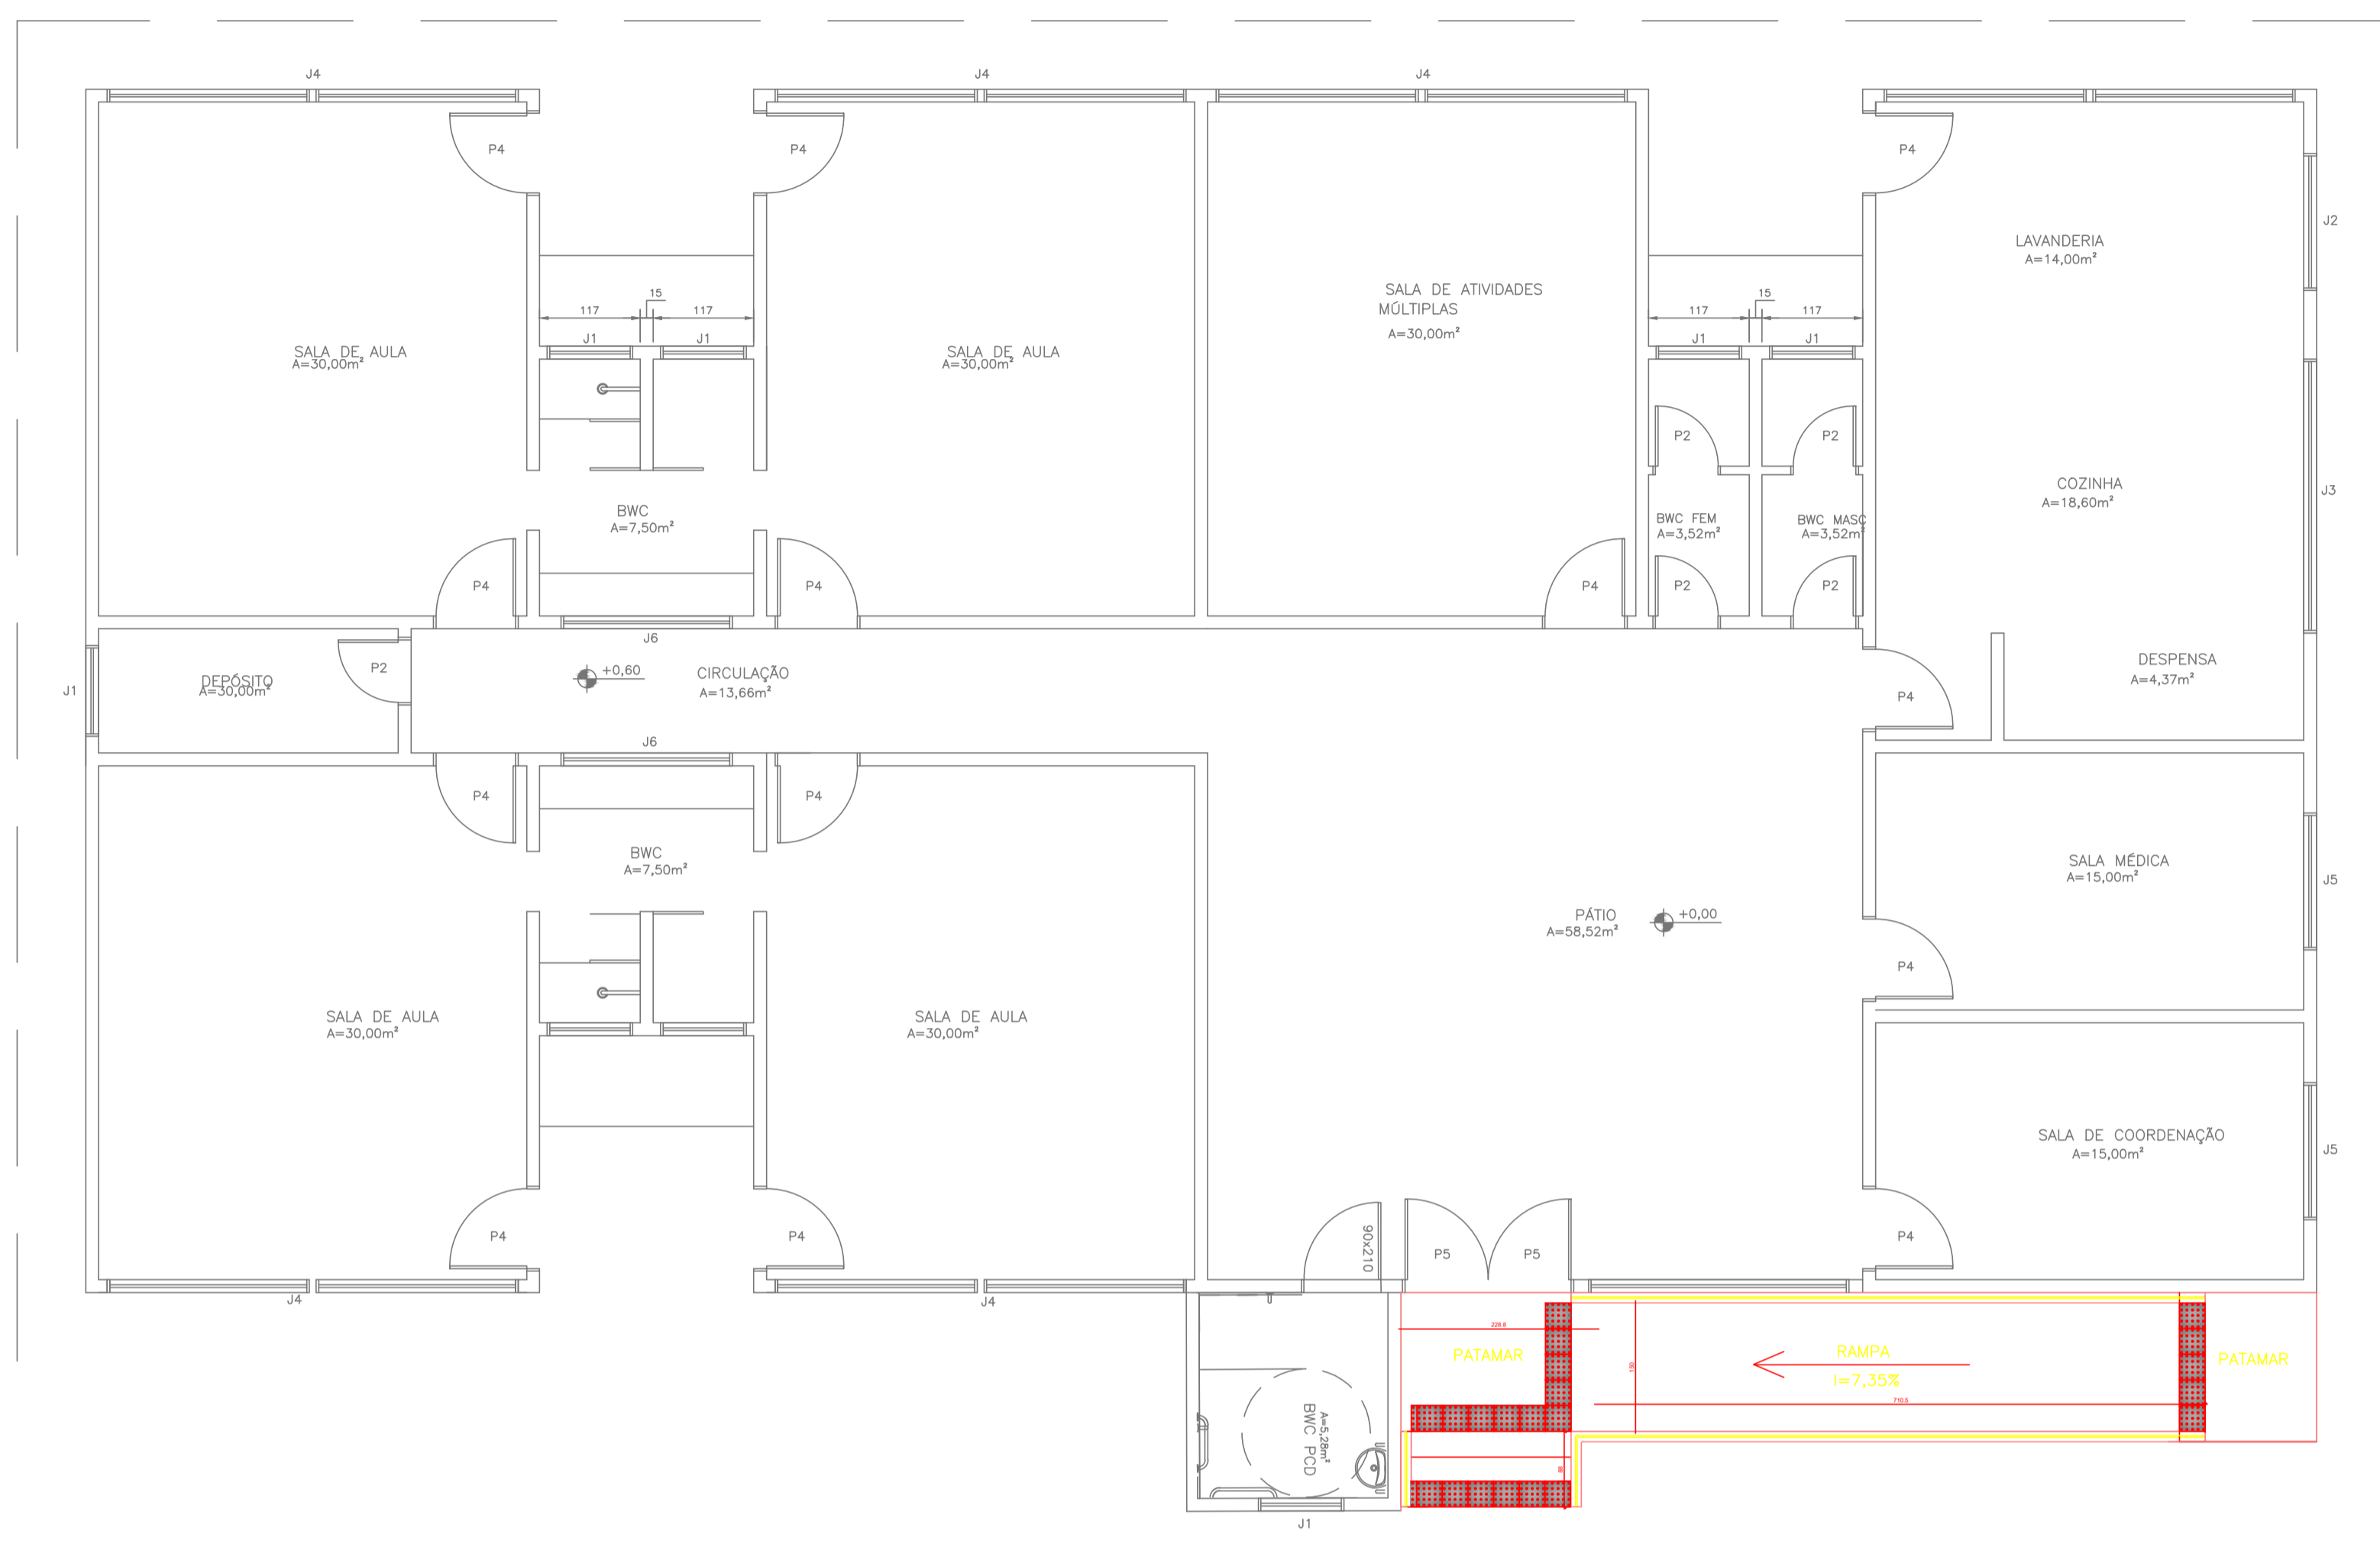 J4
J4
J4
P4
P4
P4
J2
LAVANDERIA
A=14,00m²
SALA DE ATIVIDADES
MÚLTIPLAS
A=30,00m²
15
117
117
J1
J1
15
117
117
J1
J1
SALA DE AULA
A=30,00m²
SALA DE AULA
A=30,00m²
P2
P2
COZINHA
A=18,60m²
J3
BWC
A=7,50m²
BWC FEM
A=3,52m²
BWC MASC
A=3,52m²
P4
P4
P4
P2
P2
J6
DEPÓSITO
A=30,00m²
P2
J1
+0,60
CIRCULAÇÃO
A=13,66m²
DESPENSA
A=4,37m²
P4
J6
P4
P4
BWC
A=7,50m²
SALA MÉDICA
A=15,00m²
J5
PÁTIO
A=58,52m²
+0,00
P4
SALA DE AULA
A=30,00m²
SALA DE AULA
A=30,00m²
SALA DE COORDENAÇÃO
A=15,00m²
J5
P4
P4
90x210
P5
P5
P4
J4
J4
228.8
PATAMAR
150
RAMPA
I=7,35%
710.5
PATAMAR
A=5,28m²
BWC PCD
88
J1